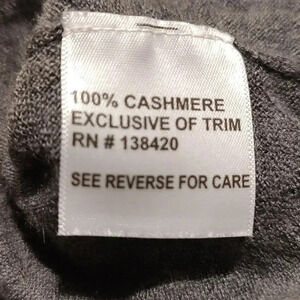 100% CASHMERE
EXCLUSIVE OF TRIM
RN # 138420
SEE REVERSE FOR CARE